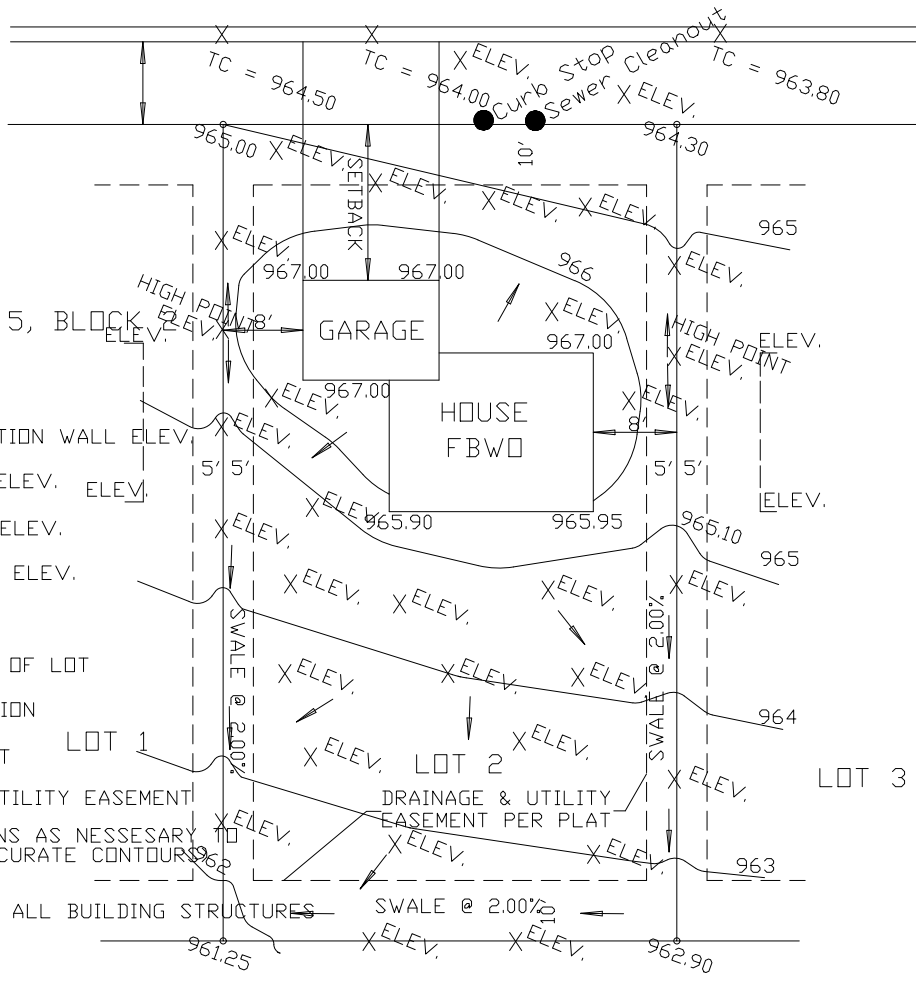 TC = 964.50
TC = 964.00
TC = 963.80
ELEV.
Curb Stop
Sewer Cleanout
ELEV.
965.00
964.30
ELEV.
10'
SETBACK
ELEV.
ELEV.
ELEV.
965
ELEV.
967.00
967.00
966
ELEV.
HIGH POINT
ELEV.
5, BLOCK 2
ELEV.
8'
GARAGE
ELEV.
967.00
HIGH POINT
ELEV.
ELEV.
967.00
ELEV.
ELEV.
HOUSE
FBWO
8'
TION WALL ELEV.
ELEV.
5' 5'
5' 5'
ELEV.
ELEV.
ELEV.
ELEV.
965.90
965.95
965.10
ELEV.
ELEV.
965
ELEV.
ELEV.
ELEV.
ELEV.
ELEV.
SWALE @ 2.00%
SWALE @ 2.00%
OF LOT
ELEV.
ELEV.
ELEV.
ION
964
LOT 1
T
ELEV.
ELEV.
LOT 2
ELEV.
LOT 3
TILITY EASEMENT
DRAINAGE & UTILITY
EASEMENT PER PLAT
ELEV.
NS AS NESSESARY TO
CURATE CONTOURS
962
ELEV.
ELEV.
963
ALL BUILDING STRUCTURES
SWALE @ 2.00%
10'
961.25
ELEV.
ELEV.
962.90